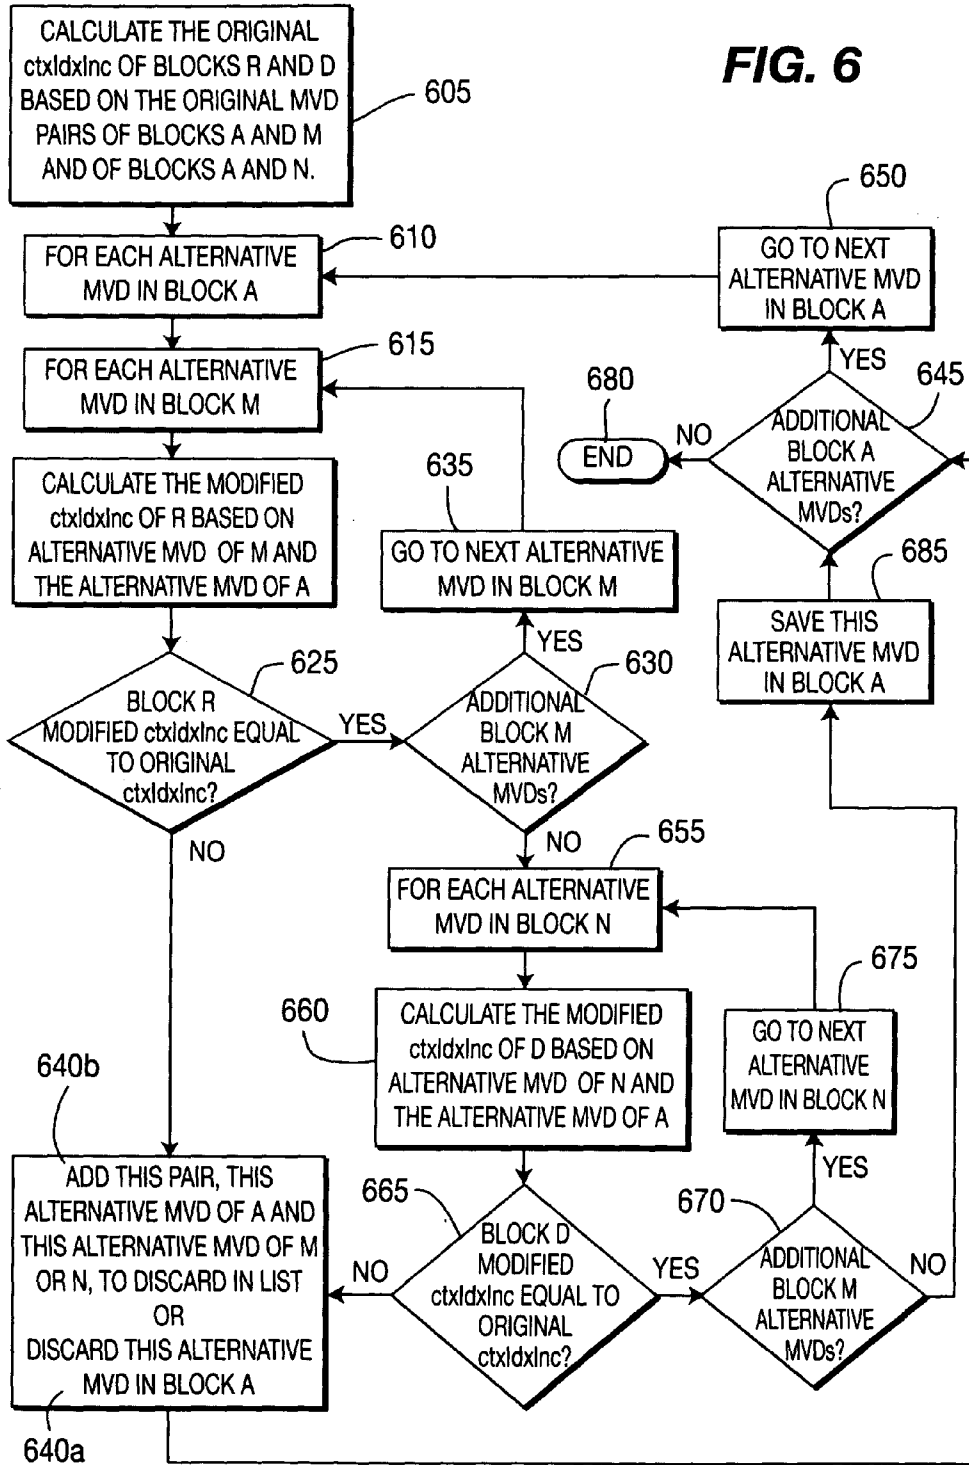 FIG. 6
CALCULATE THE ORIGINAL
ctxIdxInc OF BLOCKS R AND D
BASED ON THE ORIGINAL MVD
PAIRS OF BLOCKS A AND M
AND OF BLOCKS A AND N.
605
610
FOR EACH ALTERNATIVE
MVD IN BLOCK A
615
FOR EACH ALTERNATIVE
MVD IN BLOCK M
CALCULATE THE MODIFIED
ctxIdxInc OF R BASED ON
ALTERNATIVE MVD OF M AND
THE ALTERNATIVE MVD OF A
625
BLOCK R
MODIFIED ctxIdxInc EQUAL
TO ORIGINAL
ctxIdxInc?
YES
NO
635
GO TO NEXT ALTERNATIVE
MVD IN BLOCK M
YES
630
ADDITIONAL
BLOCK M
ALTERNATIVE
MVDs?
NO
650
GO TO NEXT
ALTERNATIVE MVD
IN BLOCK A
YES
645
ADDITIONAL
BLOCK A
ALTERNATIVE
MVDs?
NO
680
END
685
SAVE THIS
ALTERNATIVE MVD
IN BLOCK A
655
FOR EACH ALTERNATIVE
MVD IN BLOCK N
660
CALCULATE THE MODIFIED
ctxIdxInc OF D BASED ON
ALTERNATIVE MVD OF N AND
THE ALTERNATIVE MVD OF A
675
GO TO NEXT
ALTERNATIVE
MVD IN BLOCK N
YES
665
BLOCK D
MODIFIED
ctxIdxInc EQUAL TO
ORIGINAL
ctxIdxInc?
NO
YES
670
ADDITIONAL
BLOCK M
ALTERNATIVE
MVDs?
NO
640b
ADD THIS PAIR, THIS
ALTERNATIVE MVD OF A AND
THIS ALTERNATIVE MVD OF M
OR N, TO DISCARD IN LIST
OR
DISCARD THIS ALTERNATIVE
MVD IN BLOCK A
640a